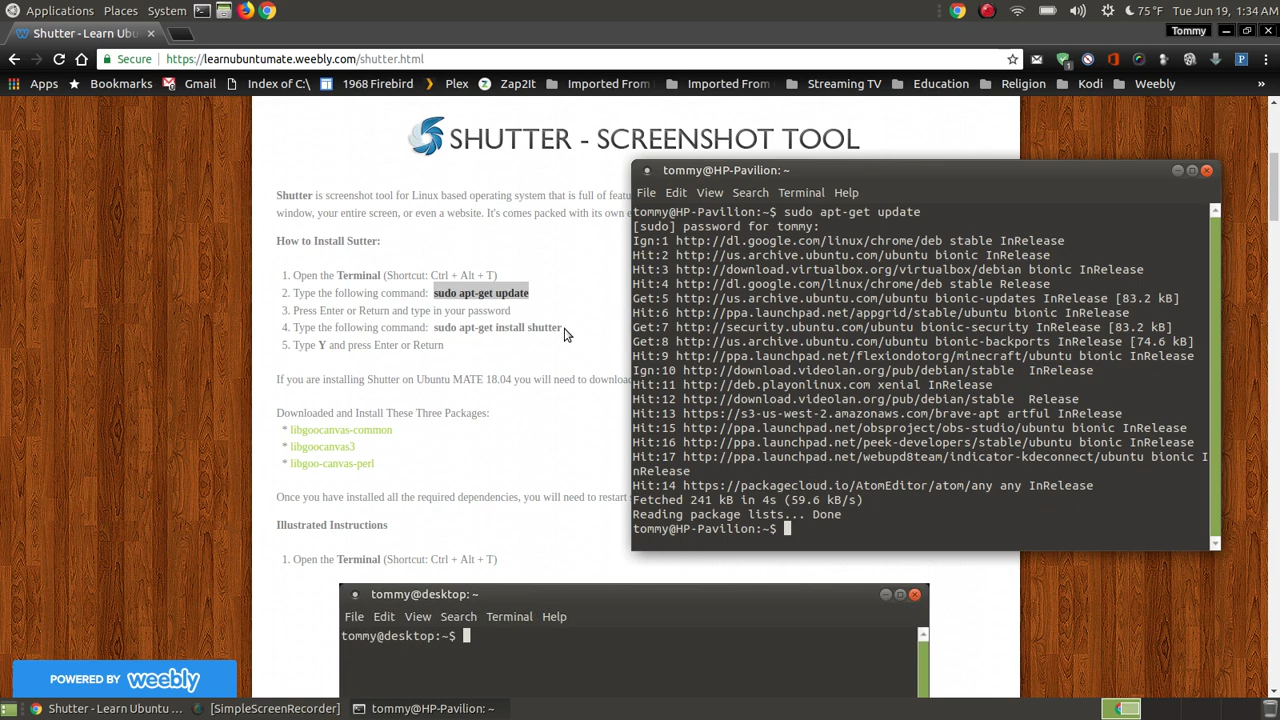 Applications Places System
75 °F Tue Jun 19, 1:34 AM
Shutter - Learn Ubu
Tommy
Secure https://learnubuntumate.weebly.com/shutter.html
Apps Bookmarks Gmail Index of C:\ 1968 Firebird Plex Zap2It Imported From Imported From Streaming TV Education Religion Kodi Weebly »
SHUTTER - SCREENSHOT TOOL
Shutter is screenshot tool for Linux based operating system that is full of featu
window, your entire screen, or even a website. It's comes packed with its own e
How to Install Sutter:
1. Open the Terminal (Shortcut: Ctrl + Alt + T)
2. Type the following command: sudo apt-get update
3. Press Enter or Return and type in your password
4. Type the following command: sudo apt-get install shutter
5. Type Y and press Enter or Return
If you are installing Shutter on Ubuntu MATE 18.04 you will need to download
Downloaded and Install These Three Packages:
* libgoocanvas-common
* libgoocanvas3
* libgoo-canvas-perl
Once you have installed all the required dependencies, you will need to restart
Illustrated Instructions
1. Open the Terminal (Shortcut: Ctrl + Alt + T)
tommy@HP-Pavilion: ~
File Edit View Search Terminal Help
tommy@HP-Pavilion:~$ sudo apt-get update
[sudo] password for tommy:
Ign:1 http://dl.google.com/linux/chrome/deb stable InRelease
Hit:2 http://us.archive.ubuntu.com/ubuntu bionic InRelease
Hit:3 http://download.virtualbox.org/virtualbox/debian bionic InRelease
Hit:4 http://dl.google.com/linux/chrome/deb stable Release
Get:5 http://us.archive.ubuntu.com/ubuntu bionic-updates InRelease [83.2 kB]
Hit:6 http://ppa.launchpad.net/appgrid/stable/ubuntu bionic InRelease
Get:7 http://security.ubuntu.com/ubuntu bionic-security InRelease [83.2 kB]
Get:8 http://us.archive.ubuntu.com/ubuntu bionic-backports InRelease [74.6 kB]
Hit:9 http://ppa.launchpad.net/flexiondotorg/minecraft/ubuntu bionic InRelease
Ign:10 http://download.videolan.org/pub/debian/stable  InRelease
Hit:11 http://deb.playonlinux.com xenial InRelease
Hit:12 http://download.videolan.org/pub/debian/stable  Release
Hit:13 https://s3-us-west-2.amazonaws.com/brave-apt artful InRelease
Hit:15 http://ppa.launchpad.net/obsproject/obs-studio/ubuntu bionic InRelease
Hit:16 http://ppa.launchpad.net/peek-developers/stable/ubuntu bionic InRelease
Hit:17 http://ppa.launchpad.net/webupd8team/indicator-kdeconnect/ubuntu bionic I
nRelease
Hit:14 https://packagecloud.io/AtomEditor/atom/any any InRelease
Fetched 241 kB in 4s (59.6 kB/s)
Reading package lists... Done
tommy@HP-Pavilion:~$
tommy@desktop: ~
File Edit View Search Terminal Help
tommy@desktop:~$
POWERED BY weebly
Shutter - Learn Ubuntu ... [SimpleScreenRecorder] tommy@HP-Pavilion: ~